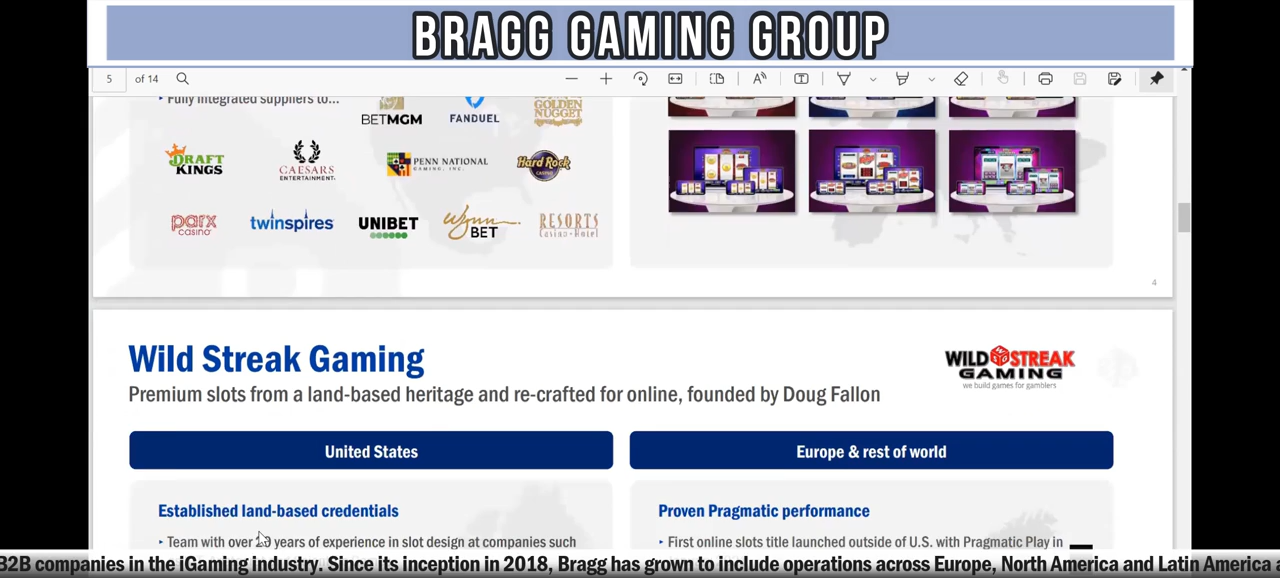 BRAGG GAMING GROUP
5 of 14
Fully integrated suppliers to...
BETMGM
FANDUEL
GOLDEN NUGGET
DRAFT KINGS
CAESARS ENTERTAINMENT
PENN NATIONAL GAMING, INC.
Hard Rock CASINO
parx casino
twinspires
UNIBET
Wynn BET
RESORTS Casino • Hotel
4
Wild Streak Gaming
WILD STREAK GAMING
we build games for gamblers
Premium slots from a land-based heritage and re-crafted for online, founded by Doug Fallon
United States
Europe & rest of world
Established land-based credentials
Proven Pragmatic performance
Team with over 20 years of experience in slot design at companies such
First online slots title launched outside of U.S. with Pragmatic Play in
B2B companies in the iGaming industry. Since its inception in 2018, Bragg has grown to include operations across Europe, North America and Latin America a